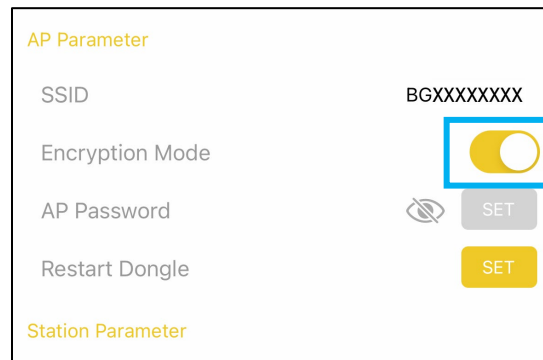 AP Parameter
SSID BGXXXXXXXX
Encryption Mode
AP Password SET
Restart Dongle SET
Station Parameter